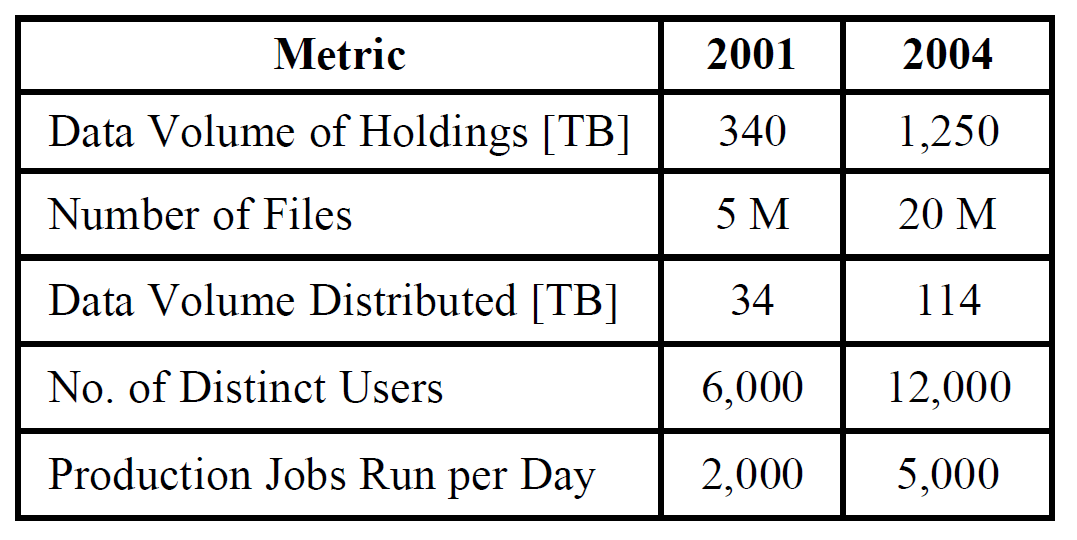 Metric 2001 2004
Data Volume of Holdings [TB] 340 1,250
Number of Files 5 M 20 M
Data Volume Distributed [TB] 34 114
No. of Distinct Users 6,000 12,000
Production Jobs Run per Day 2,000 5,000